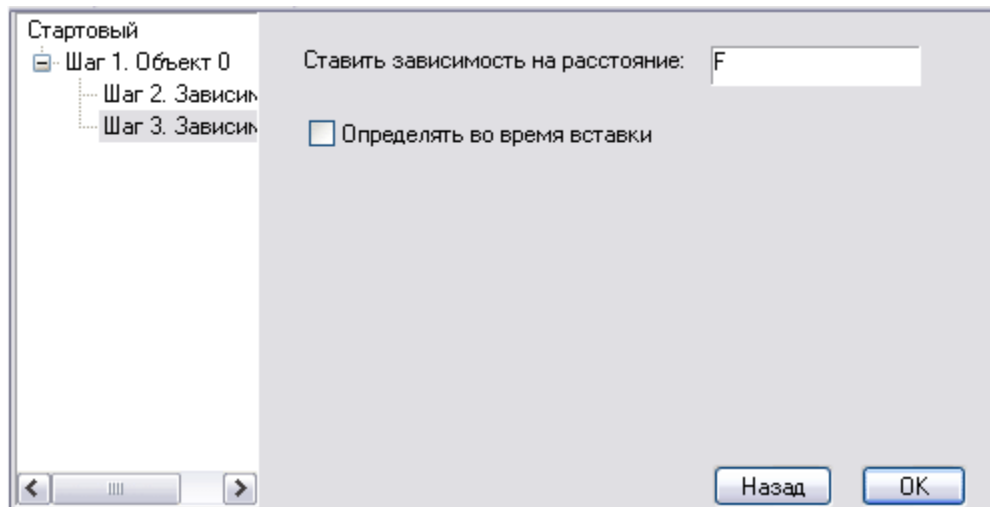 Стартовый
Шаг 1. Объект 0
Шаг 2. Зависим
Шаг 3. Зависим
Ставить зависимость на расстояние: F
Определять во время вставки
Назад OK